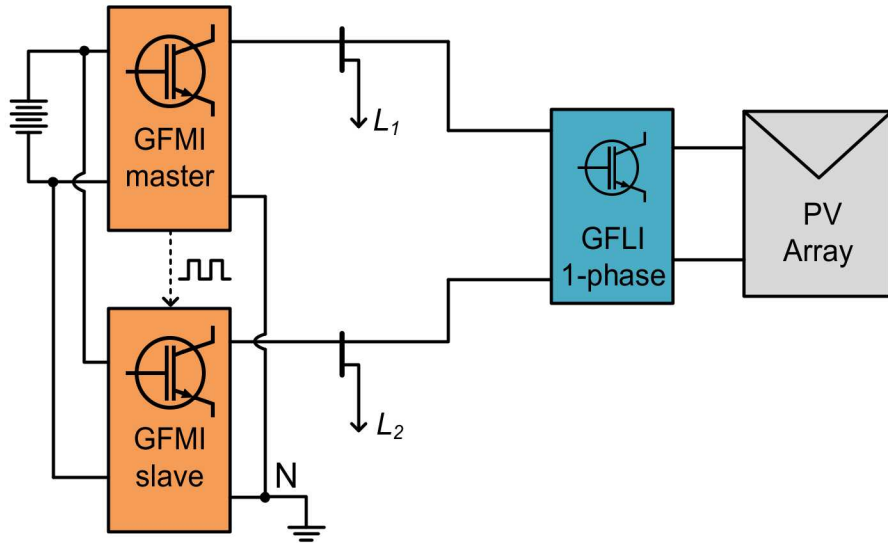 GFMI
master
L1
GFLI
1-phase
PV
Array
GFMI
slave
L2
N